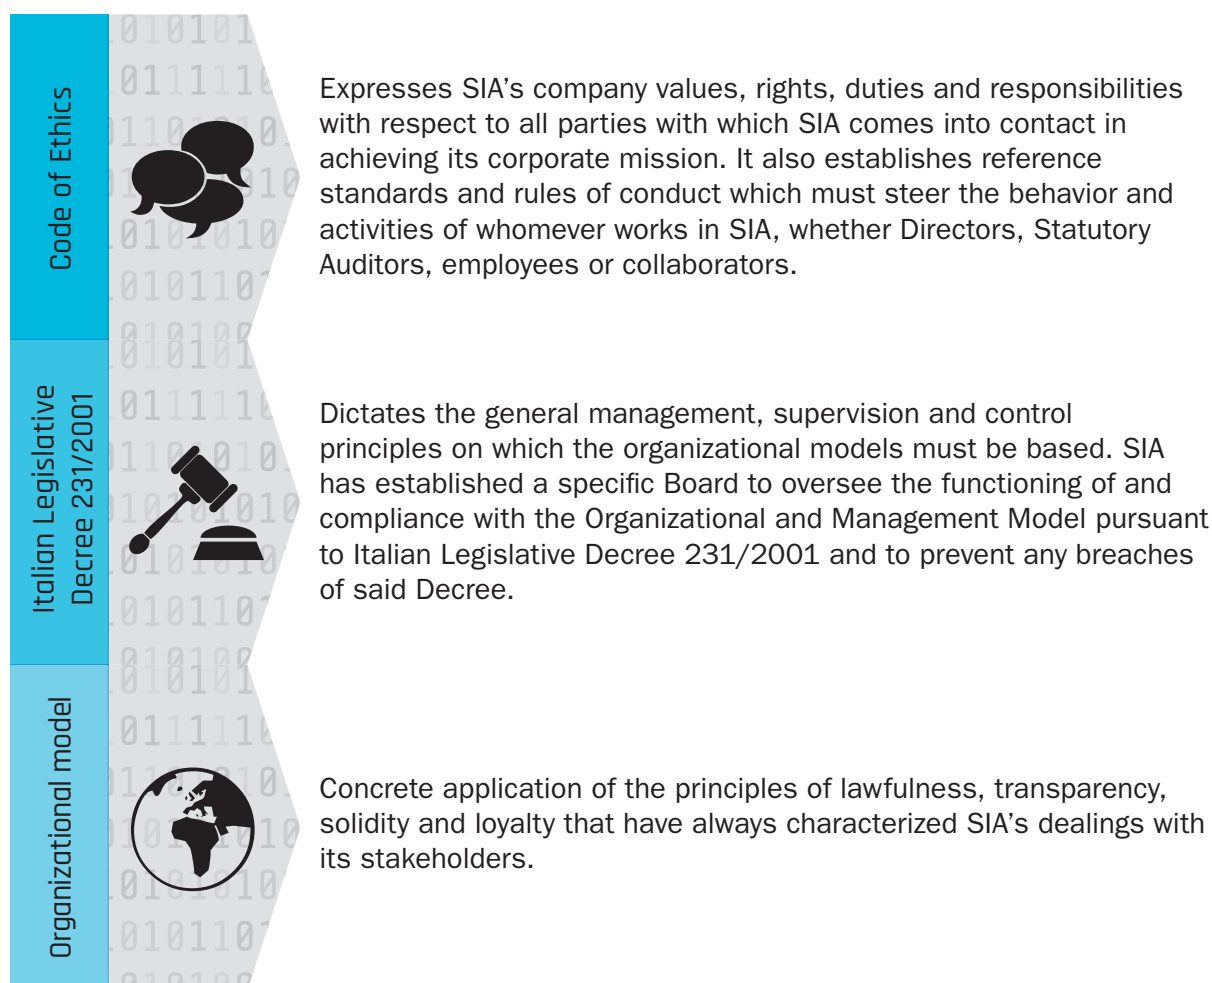 Code of Ethics
Expresses SIA’s company values, rights, duties and responsibilities
with respect to all parties with which SIA comes into contact in
achieving its corporate mission. It also establishes reference
standards and rules of conduct which must steer the behavior and
activities of whomever works in SIA, whether Directors, Statutory
Auditors, employees or collaborators.
Italian Legislative
Decree 231/2001
Dictates the general management, supervision and control
principles on which the organizational models must be based. SIA
has established a specific Board to oversee the functioning of and
compliance with the Organizational and Management Model pursuant
to Italian Legislative Decree 231/2001 and to prevent any breaches
of said Decree.
Organizational model
Concrete application of the principles of lawfulness, transparency,
solidity and loyalty that have always characterized SIA’s dealings with
its stakeholders.